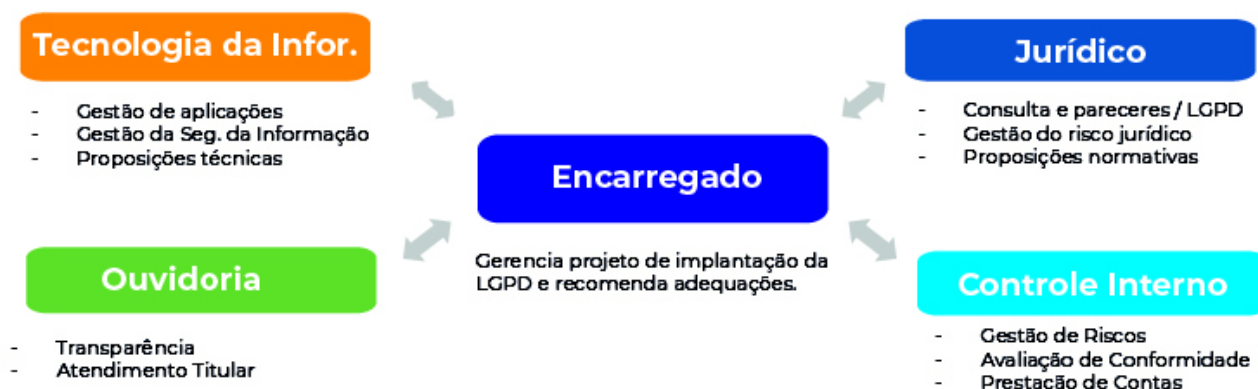 Tecnologia da Infor.
- Gestão de aplicações
- Gestão da Seg. da Informação
- Proposições técnicas
Jurídico
- Consulta e pareceres / LGPD
- Gestão do risco jurídico
- Proposições normativas
Encarregado
Gerencia projeto de implantação da
LGPD e recomenda adequações.
Ouvidoria
- Transparência
- Atendimento Titular
Controle Interno
- Gestão de Riscos
- Avaliação de Conformidade
- Prestação de Contas